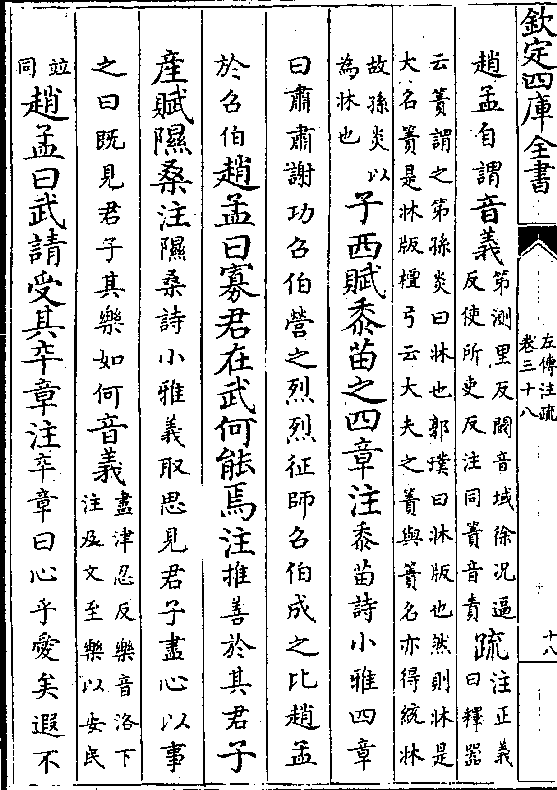 欽定四庫全書
左傳注疏
卷三十八
十八
趙孟自謂音義第測里反閾音域徐况逼
反使所吏反注同簀音責疏注正義
曰釋器
云簀謂之第孫炎曰牀也郭璞曰牀版也然則牀是
大名簀是牀版檀弓云大夫之簀與簀名亦得統牀
故孫炎以
為牀也子西賦黍苗之四章注黍苗詩小雅四章
曰肅肅謝功召伯營之烈烈征師召伯成之比趙孟
於召伯趙孟曰寡君在武何能焉注推善於其君子
産賦隰桑注隰桑詩小雅義取思見君子盡心以事
之曰既見君子其樂如何音義盡津忍反樂音洛下
注及文至樂以安民
並
同趙孟曰武請受其卒章注卒章曰心乎愛矣遐不